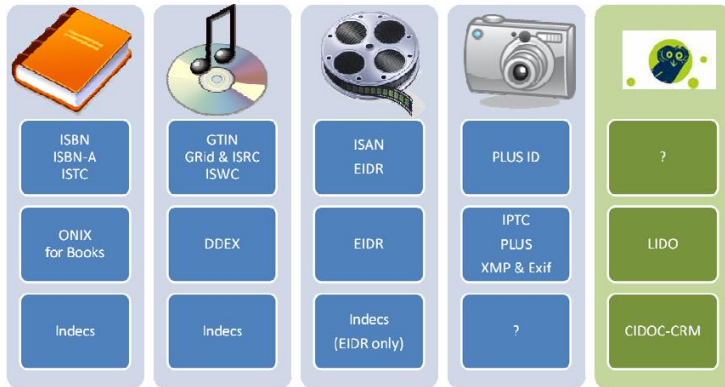 ISBN
ISBN-A
ISTC
GTIN
GRid & ISRC
ISWC
ISAN
EIDR
PLUS ID
?
ONIX
for Books
DDEX
EIDR
IPTC
PLUS
XMP & Exif
LIDO
Indecs
Indecs
Indecs
(EIDR only)
?
CIDOC-CRM